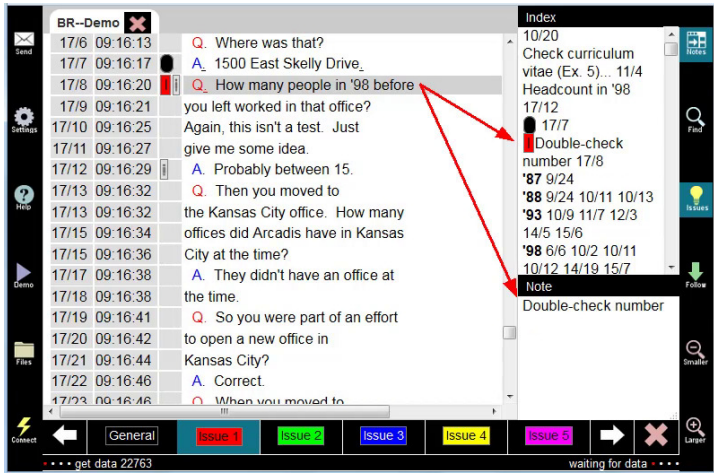 BR--Demo
17/6 09:16:13 Q. Where was that?
17/7 09:16:17 A. 1500 East Skelly Drive.
17/8 09:16:20 Q. How many people in '98 before
17/9 09:16:21 you left worked in that office?
17/10 09:16:25 Again, this isn't a test. Just
17/11 09:16:27 give me some idea.
17/12 09:16:29 A. Probably between 15.
17/13 09:16:32 Q. Then you moved to
17/13 09:16:32 the Kansas City office. How many
17/15 09:16:34 offices did Arcadis have in Kansas
17/15 09:16:36 City at the time?
17/17 09:16:38 A. They didn't have an office at
17/18 09:16:38 the time.
17/19 09:16:41 Q. So you were part of an effort
17/20 09:16:42 to open a new office in
17/21 09:16:44 Kansas City?
17/22 09:16:46 A. Correct.
17/23 09:16:46 Q. When you moved to
Index
10/20
Check curriculum
vitae (Ex. 5)... 11/4
Headcount in '98
17/12
17/7
I Double-check
number 17/8
'87 9/24
'88 9/24 10/11 10/13
'93 10/9 11/7 12/3
14/5 15/6
'98 6/6 10/2 10/11
10/12 14/19 15/7
Note
Double-check number
Send
Settings
Help
Demo
Files
Connect
Notes
Find
Issues
Follow
Smaller
Larger
General
Issue 1
Issue 2
Issue 3
Issue 4
Issue 5
get data 22763
waiting for data